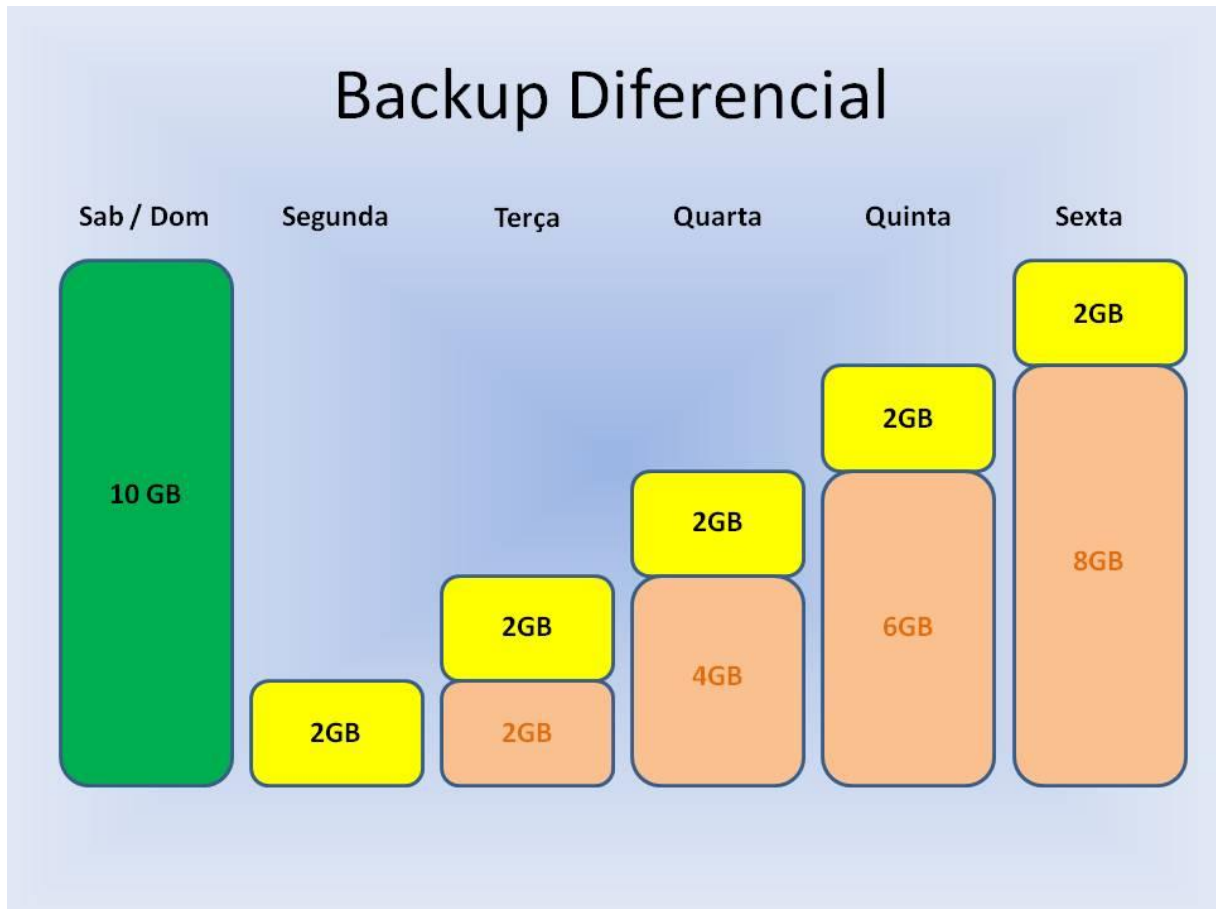 Backup Diferencial
Sab / Dom Segunda Terça Quarta Quinta Sexta
2GB
2GB
10 GB
2GB
8GB
2GB
6GB
4GB
2GB
2GB